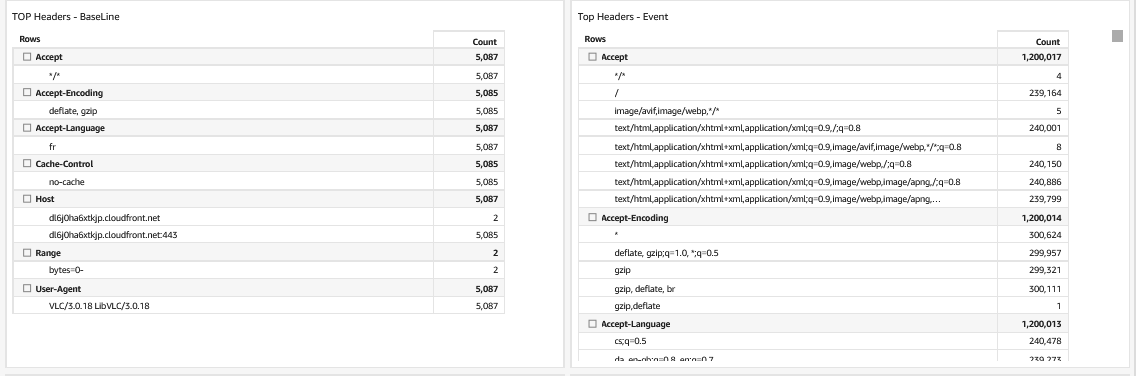 TOP Headers - BaseLine
Rows Count
Accept 5,087
*/* 5,087
Accept-Encoding 5,085
deflate, gzip 5,085
Accept-Language 5,087
fr 5,087
Cache-Control 5,085
no-cache 5,085
Host 5,087
dl6j0ha6xtkjp.cloudfront.net 2
dl6j0ha6xtkjp.cloudfront.net:443 5,085
Range 2
bytes=0- 2
User-Agent 5,087
VLC/3.0.18 LibVLC/3.0.18 5,087
Top Headers - Event
Rows Count
Accept 1,200,017
*/* 4
/ 239,164
image/avif,image/webp,*/* 5
text/html,application/xhtml+xml,application/xml;q=0.9,/;q=0.8 240,001
text/html,application/xhtml+xml,application/xml;q=0.9,image/avif,image/webp,*/*;q=0.8 8
text/html,application/xhtml+xml,application/xml;q=0.9,image/webp,/;q=0.8 240,150
text/html,application/xhtml+xml,application/xml;q=0.9,image/webp,image/apng,/;q=0.8 240,886
text/html,application/xhtml+xml,application/xml;q=0.9,image/webp,image/apng,... 239,799
Accept-Encoding 1,200,014
* 300,624
deflate, gzip;q=1.0, *;q=0.5 299,957
gzip 299,321
gzip, deflate, br 300,111
gzip,deflate 1
Accept-Language 1,200,013
cs;q=0.5 240,478
da, en-gb;q=0.8, en;q=0.7 239,273